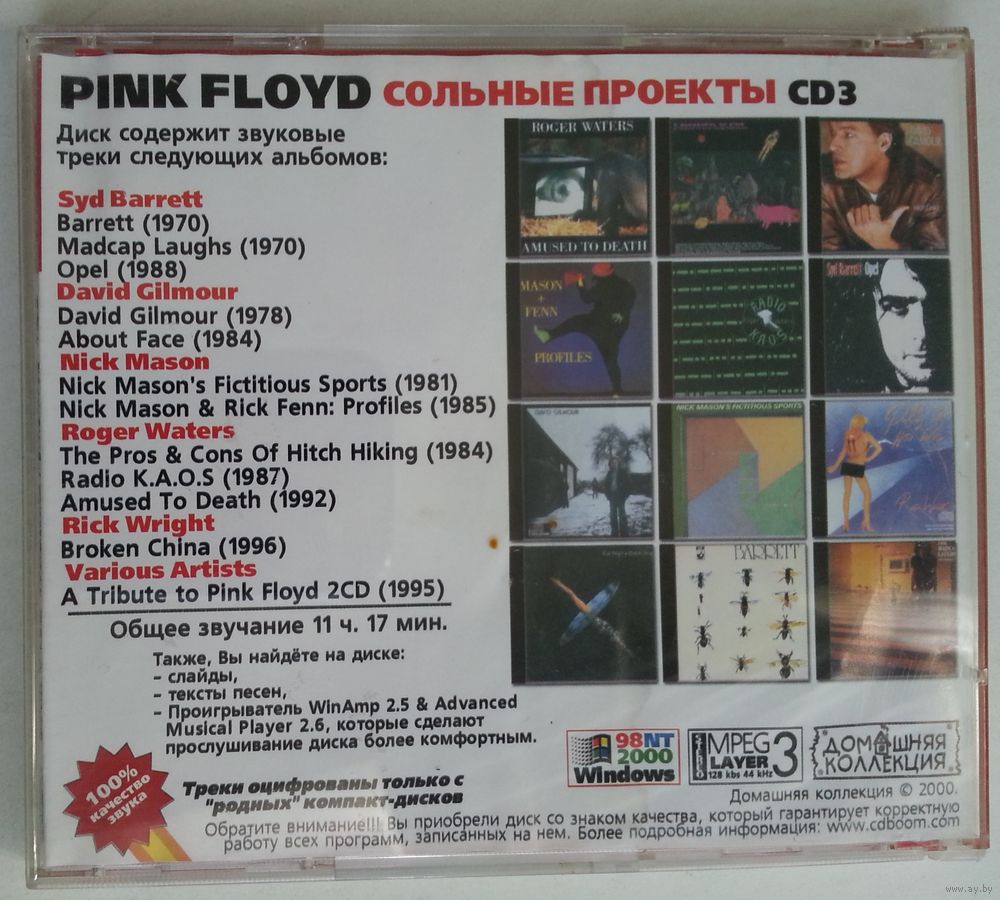 PINK FLOYD СОЛЬНЫЕ ПРОЕКТЫ CD3
Диск содержит звуковые
треки следующих альбомов:
Syd Barrett
Barrett (1970)
Madcap Laughs (1970)
Opel (1988)
David Gilmour
David Gilmour (1978)
About Face (1984)
Nick Mason
Nick Mason's Fictitious Sports (1981)
Nick Mason & Rick Fenn: Profiles (1985)
Roger Waters
The Pros & Cons Of Hitch Hiking (1984)
Radio K.A.O.S (1987)
Amused To Death (1992)
Rick Wright
Broken China (1996)
Various Artists
A Tribute to Pink Floyd 2CD (1995)
Общее звучание 11 ч. 17 мин.
Также, Вы найдёте на диске:
- слайды,
- тексты песен,
- Проигрыватель WinAmp 2.5 & Advanced
Musical Player 2.6, которые сделают
прослушивание диска более комфортным.
100%
качество
звука
Треки оцифрованы только с
"родных" компакт-дисков
ROGER WATERS
AMUSED TO DEATH
MASON
+
FENN
PROFILES
RADIO
KAOS
Syd Barrett Opel
DAVID GILMOUR
NICK MASON'S FICTITIOUS SPORTS
BARRETT
98NT
2000
Windows
MPEG
LAYER 3
128 kbs 44 kHz
ДОМАШНЯЯ
КОЛЛЕКЦИЯ
Домашняя коллекция © 2000.
Обратите внимание!!! Вы приобрели диск со знаком качества, который гарантирует корректную
работу всех программ, записанных на нем. Более подробная информация: www.cdboom.com
www.ay.by